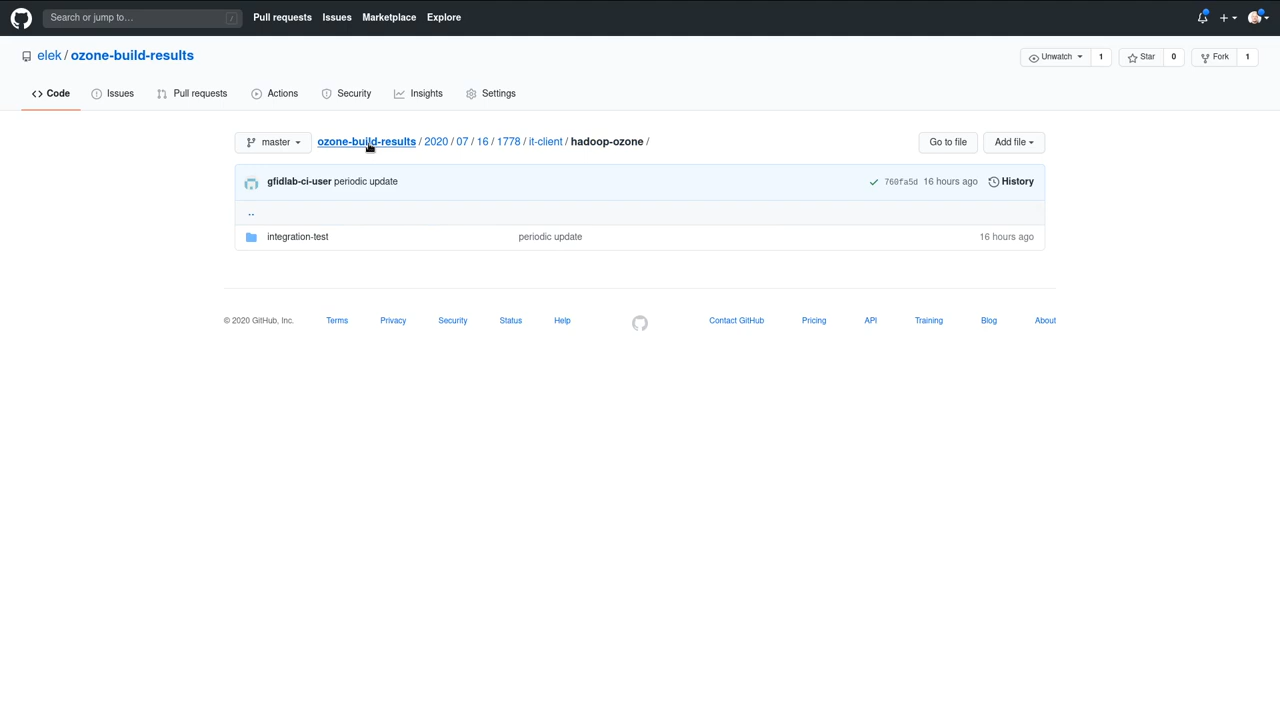 Search or jump to… /
Pull requests Issues Marketplace Explore
elek / ozone-build-results
Unwatch 1 Star 0 Fork 1
Code Issues Pull requests Actions Security Insights Settings
master ozone-build-results / 2020 / 07 / 16 / 1778 / it-client / hadoop-ozone / Go to file Add file
gfidlab-ci-user periodic update 760fa5d 16 hours ago History
..
integration-test periodic update 16 hours ago
© 2020 GitHub, Inc. Terms Privacy Security Status Help Contact GitHub Pricing API Training Blog About